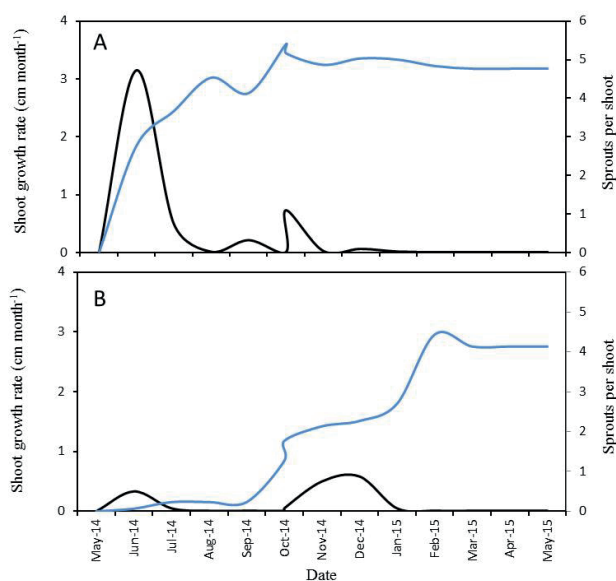 A
Shoot growth rate (cm month-1)
4
3
2
1
0
Sprouts per shoot
6
5
4
3
2
1
0
B
Shoot growth rate (cm month-1)
4
3
2
1
0
Sprouts per shoot
6
5
4
3
2
1
0
May-14
Jun-14
Jul-14
Aug-14
Sep-14
Oct-14
Nov-14
Dec-14
Jan-15
Feb-15
Mar-15
Apr-15
May-15
Date